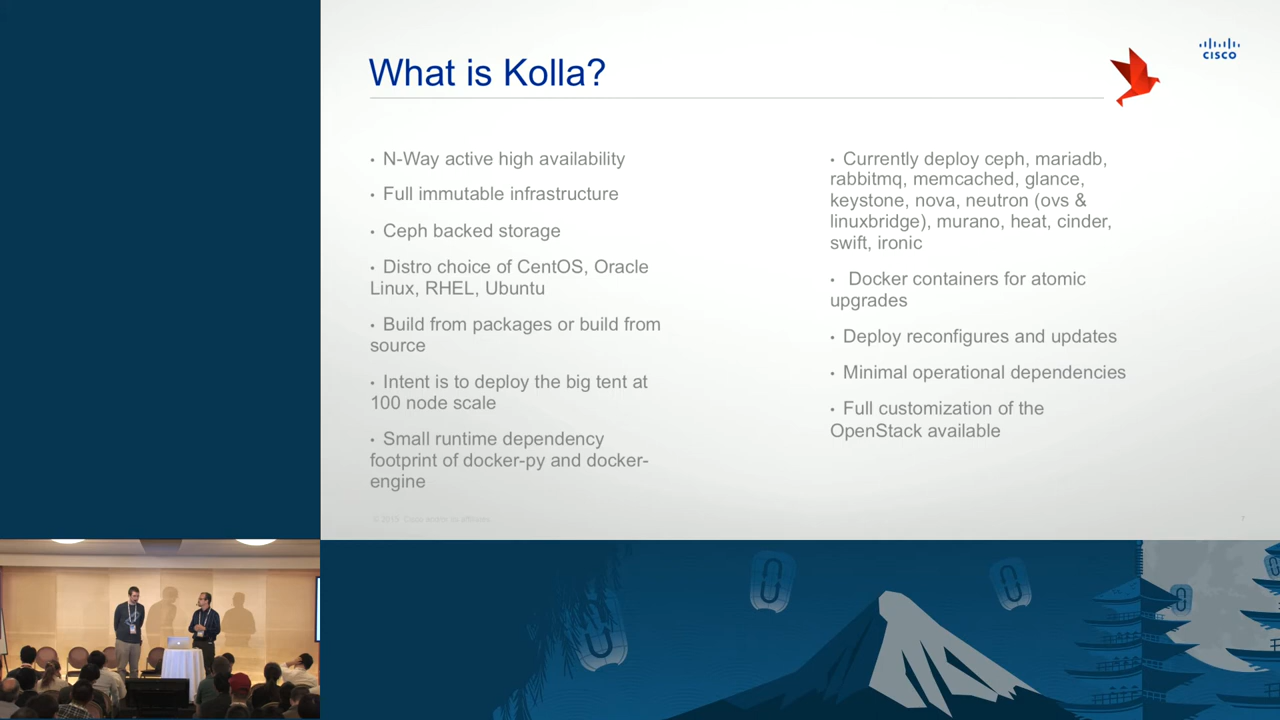 What is Kolla?
CISCO
• N-Way active high availability
• Full immutable infrastructure
• Ceph backed storage
• Distro choice of CentOS, Oracle
Linux, RHEL, Ubuntu
• Build from packages or build from
source
• Intent is to deploy the big tent at
100 node scale
• Small runtime dependency
footprint of docker-py and docker-
engine
• Currently deploy ceph, mariadb,
rabbitmq, memcached, glance,
keystone, nova, neutron (ovs &
linuxbridge), murano, heat, cinder,
swift, ironic
• Docker containers for atomic
upgrades
• Deploy reconfigures and updates
• Minimal operational dependencies
• Full customization of the
OpenStack available
7